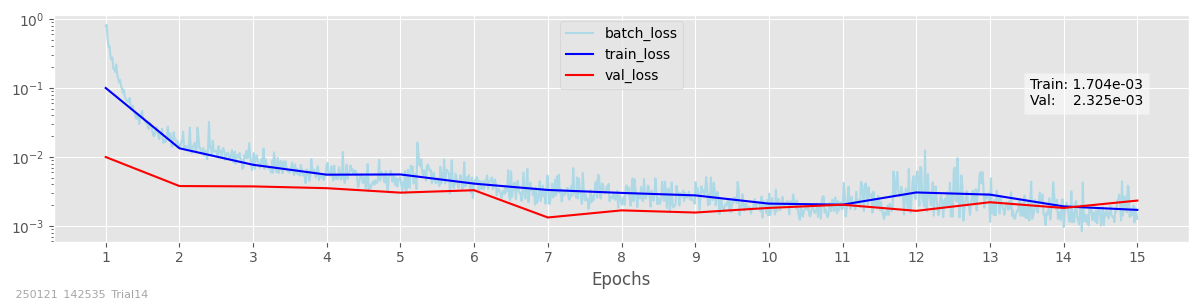 10^0
10^-1
10^-2
10^-3
batch_loss
train_loss
val_loss
Train: 1.704e-03
Val: 2.325e-03
1 2 3 4 5 6 7 8 9 10 11 12 13 14 15
Epochs
250121_142535_Trial14